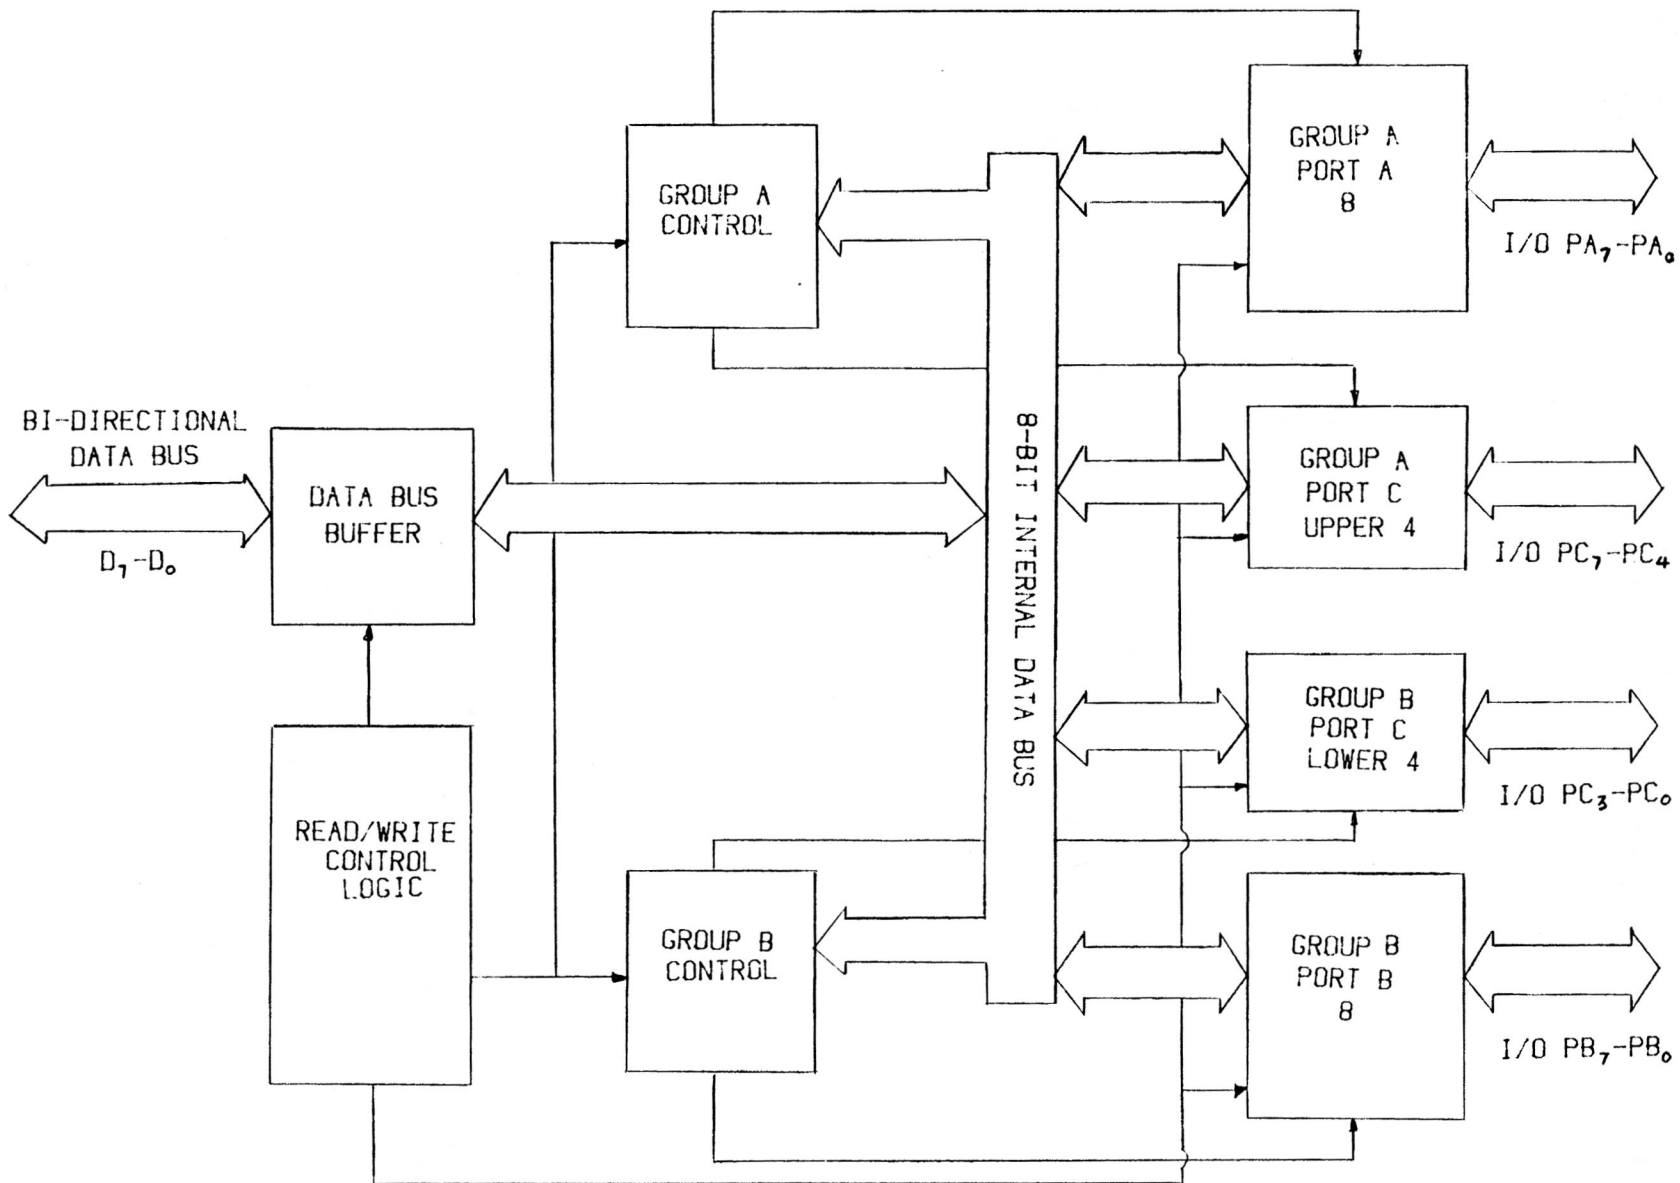 GROUP A
PORT A
8
I/O PA₇-PA₀
GROUP A
CONTROL
BI-DIRECTIONAL
DATA BUS
D₇-D₀
DATA BUS
BUFFER
8-BIT INTERNAL DATA BUS
GROUP A
PORT C
UPPER 4
I/O PC₇-PC₄
GROUP B
PORT C
LOWER 4
I/O PC₃-PC₀
READ/WRITE
CONTROL
LOGIC
GROUP B
CONTROL
GROUP B
PORT B
8
I/O PB₇-PB₀